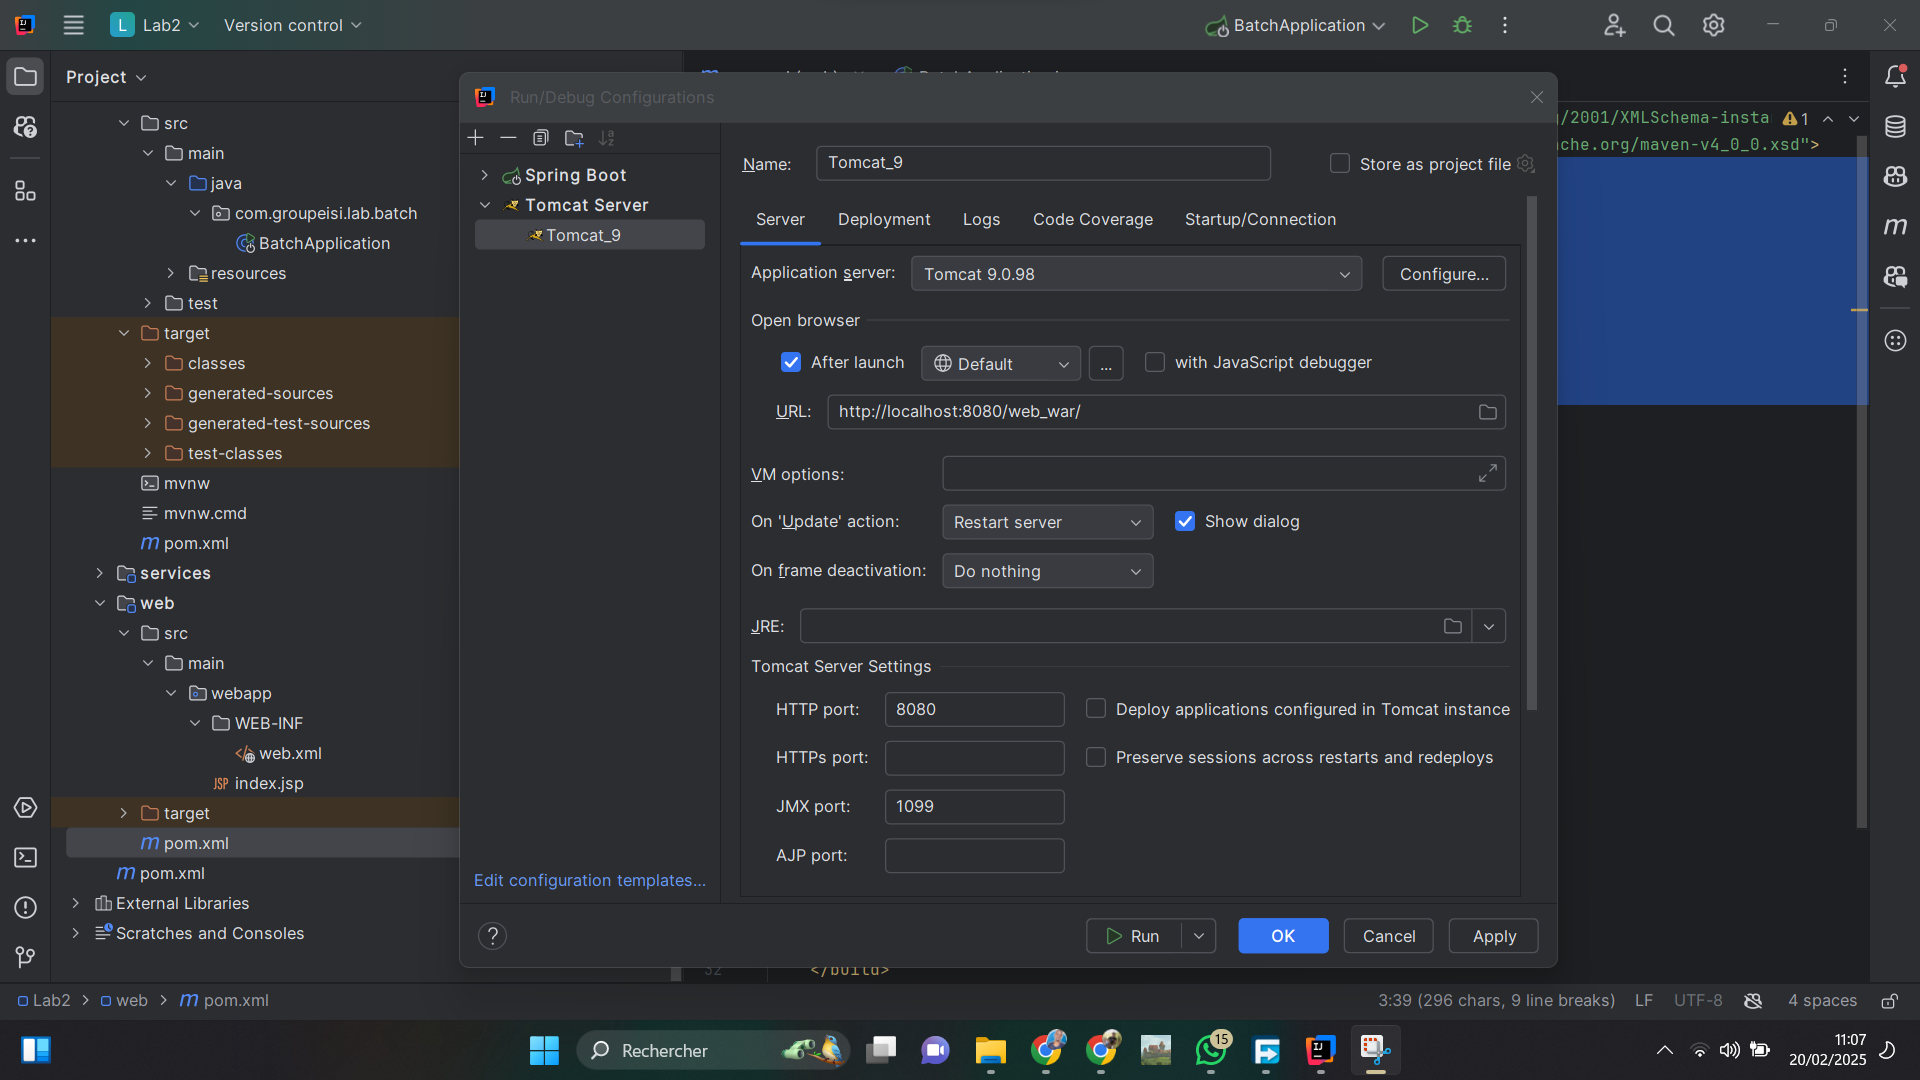 L Lab2 Version control BatchApplication
Project
src
main
java
com.groupeisi.lab.batch
BatchApplication
resources
test
target
classes
generated-sources
generated-test-sources
test-classes
mvnw
mvnw.cmd
m pom.xml
services
web
src
main
webapp
WEB-INF
web.xml
JSP index.jsp
target
m pom.xml
m pom.xml
External Libraries
Scratches and Consoles
/2001/XMLSchema-insta 1
che.org/maven-v4_0_0.xsd">
Run/Debug Configurations
Spring Boot
Tomcat Server
Tomcat_9
Edit configuration templates...
Name: Tomcat_9 Store as project file
Server Deployment Logs Code Coverage Startup/Connection
Application server: Tomcat 9.0.98 Configure...
Open browser
After launch Default ... with JavaScript debugger
URL: http://localhost:8080/web_war/
VM options:
On 'Update' action: Restart server Show dialog
On frame deactivation: Do nothing
JRE:
Tomcat Server Settings
HTTP port: 8080 Deploy applications configured in Tomcat instance
HTTPs port: Preserve sessions across restarts and redeploys
JMX port: 1099
AJP port:
? Run OK Cancel Apply
32 </build>
Lab2 > web > m pom.xml 3:39 (296 chars, 9 line breaks) LF UTF-8 4 spaces
Rechercher 15 11:07
20/02/2025